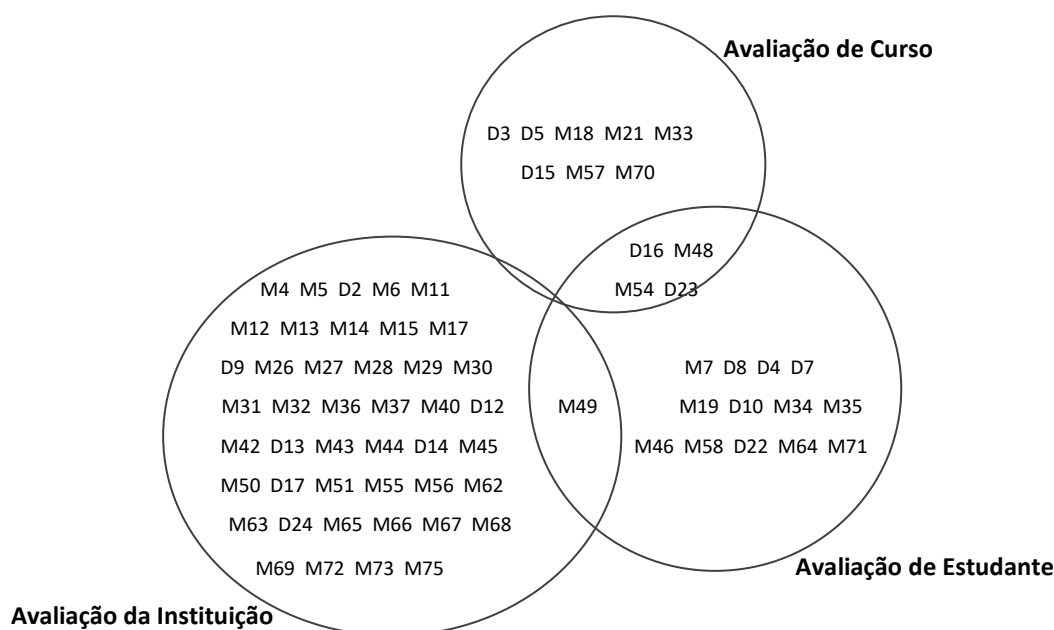 Avaliação de Curso
D3 D5 M18 M21 M33
D15 M57 M70
D16 M48
M54 D23
M4 M5 D2 M6 M11
M12 M13 M14 M15 M17
D9 M26 M27 M28 M29 M30
M31 M32 M36 M37 M40 D12
M42 D13 M43 M44 D14 M45
M50 D17 M51 M55 M56 M62
M63 D24 M65 M66 M67 M68
M69 M72 M73 M75
M49
M7 D8 D4 D7
M19 D10 M34 M35
M46 M58 D22 M64 M71
Avaliação de Estudante
Avaliação da Instituição